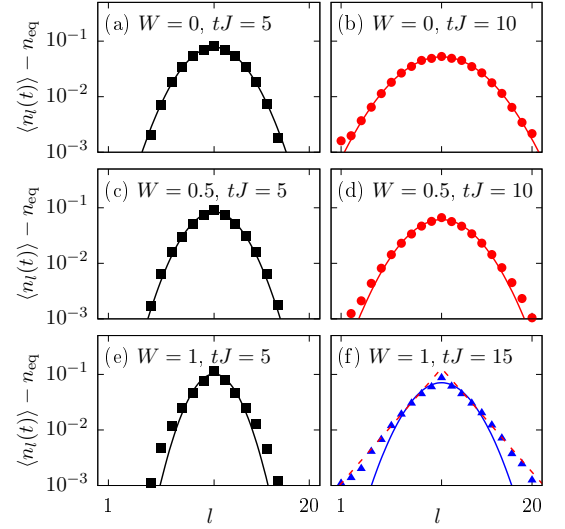 (a) W = 0, tJ = 5
(b) W = 0, tJ = 10
⟨n_l(t)⟩ − n_eq
10^−1
10^−2
10^−3
(c) W = 0.5, tJ = 5
(d) W = 0.5, tJ = 10
⟨n_l(t)⟩ − n_eq
10^−1
10^−2
10^−3
(e) W = 1, tJ = 5
(f) W = 1, tJ = 15
⟨n_l(t)⟩ − n_eq
10^−1
10^−2
10^−3
1 20 1 20
l l